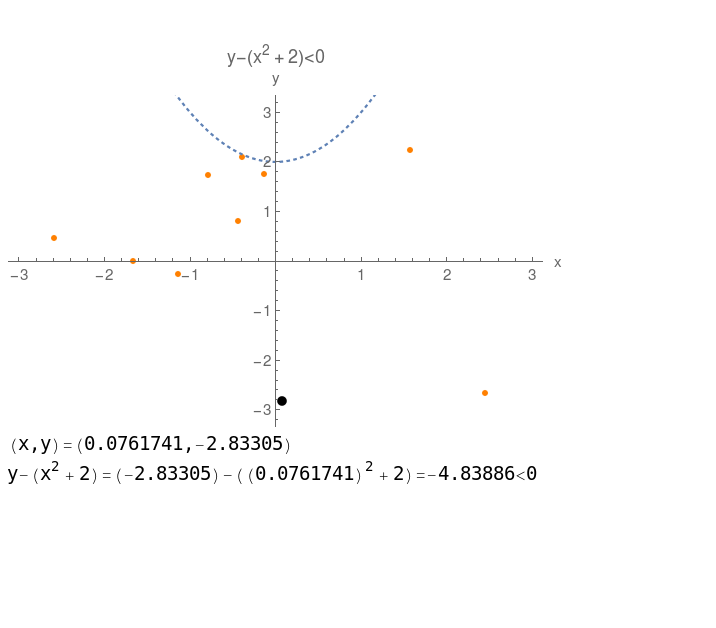 y−(x²+2)<0
y
3
2
1
−3 −2 −1 1 2 3 x
−1
−2
−3
(x,y)=(0.0761741,−2.83305)
y−(x²+2)=(−2.83305)−((0.0761741)²+2)=−4.83886<0